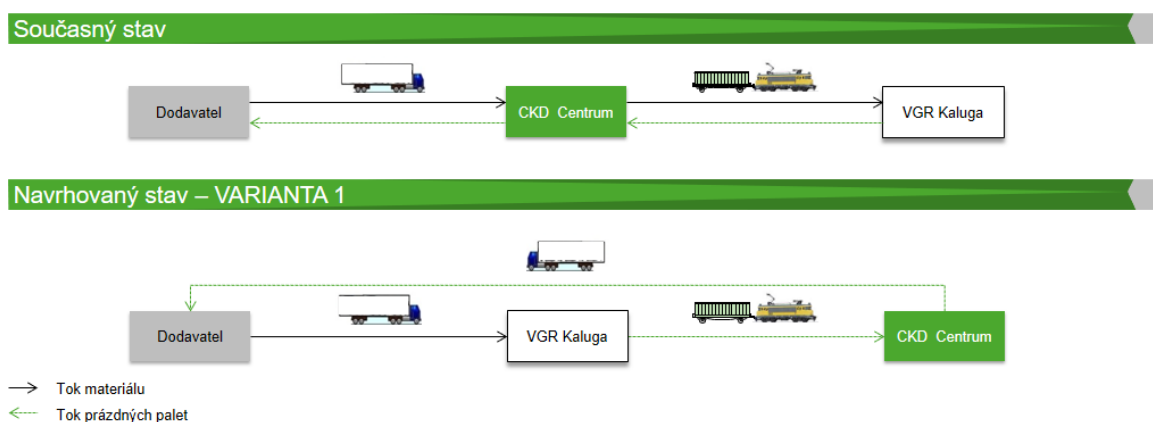 Současný stav
Dodavatel
CKD Centrum
VGR Kaluga
Navrhovaný stav – VARIANTA 1
Dodavatel
VGR Kaluga
CKD Centrum
Tok materiálu
Tok prázdných palet